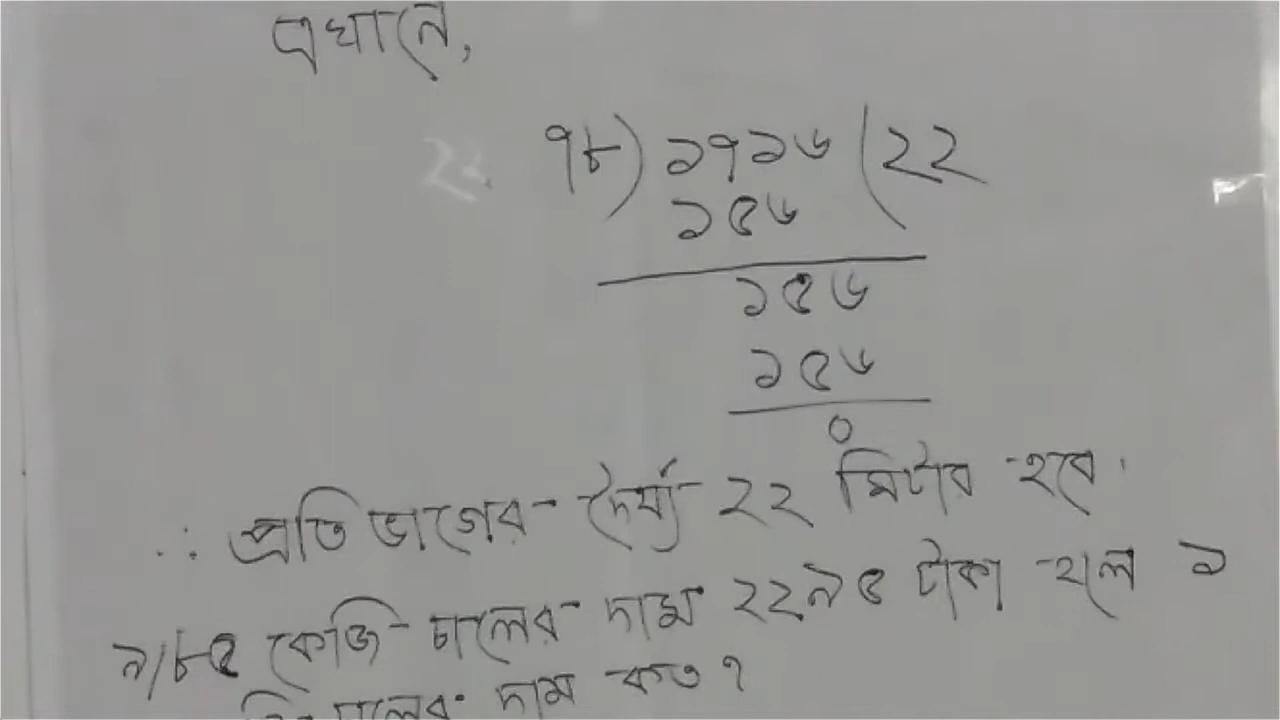 এখানে,
৭৮) ১৭১৬ (২২
১৫৬
১৫৬
১৫৬
০
∴ প্রতি ভাগের দৈর্ঘ্য ২২ মিটার হবে।
৯/৮৫ কেজি চালের দাম ২২৯৫ টাকা হলে ১
চালের দাম কত?